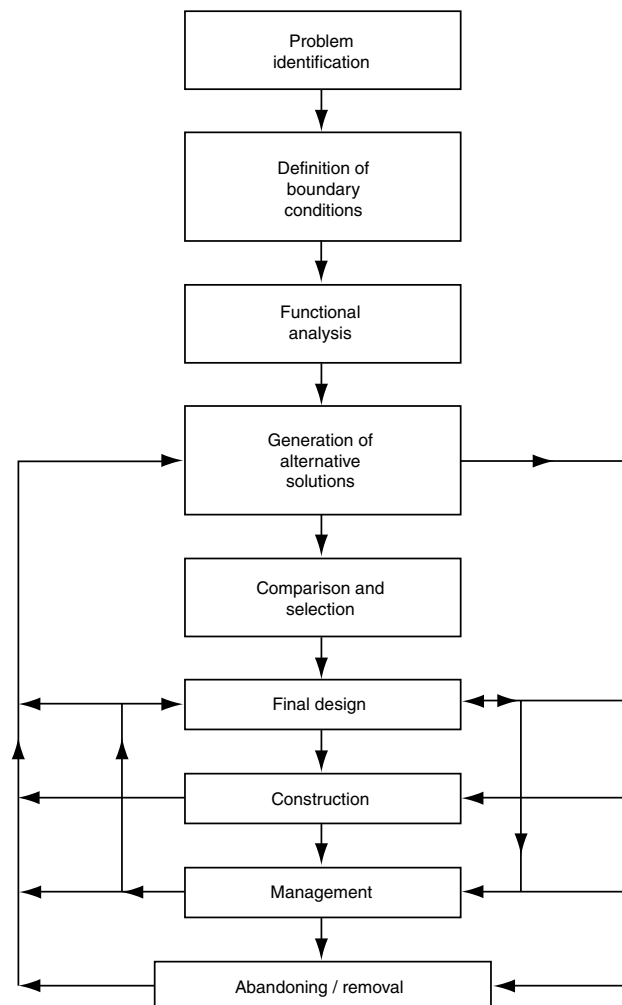 Problem
identification
Definition of
boundary
conditions
Functional
analysis
Generation of
alternative
solutions
Comparison and
selection
Final design
Construction
Management
Abandoning / removal